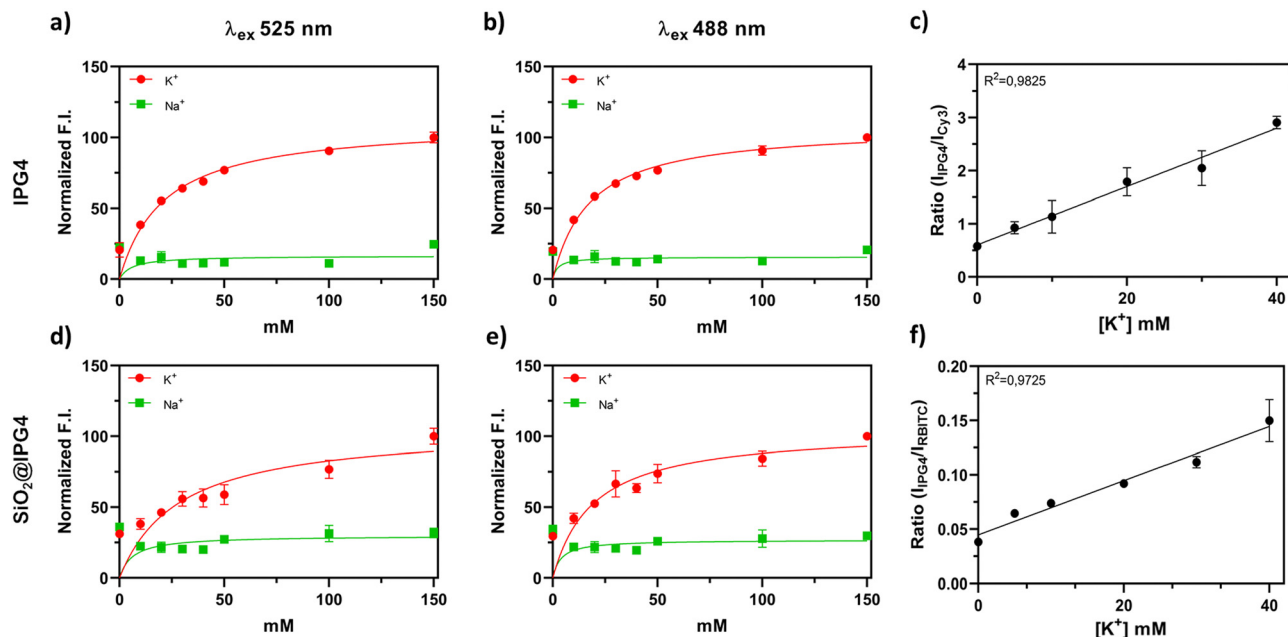 a) λex 525 nm
b) λex 488 nm
c)
IPG4
Normalized F.I.
150
100
50
0
K+
Na+
0 50 100 150
mM
Normalized F.I.
150
100
50
0
K+
Na+
0 50 100 150
mM
Ratio (IIPG4/ICy3)
4
3
2
1
0
R²=0,9825
0 20 40
[K+] mM
d)
e)
f)
SiO2@IPG4
Normalized F.I.
150
100
50
0
K+
Na+
0 50 100 150
mM
Normalized F.I.
150
100
50
0
K+
Na+
0 50 100 150
mM
Ratio (IIPG4/IRBITC)
0.20
0.15
0.10
0.05
0.00
R²=0,9725
0 20 40
[K+] mM